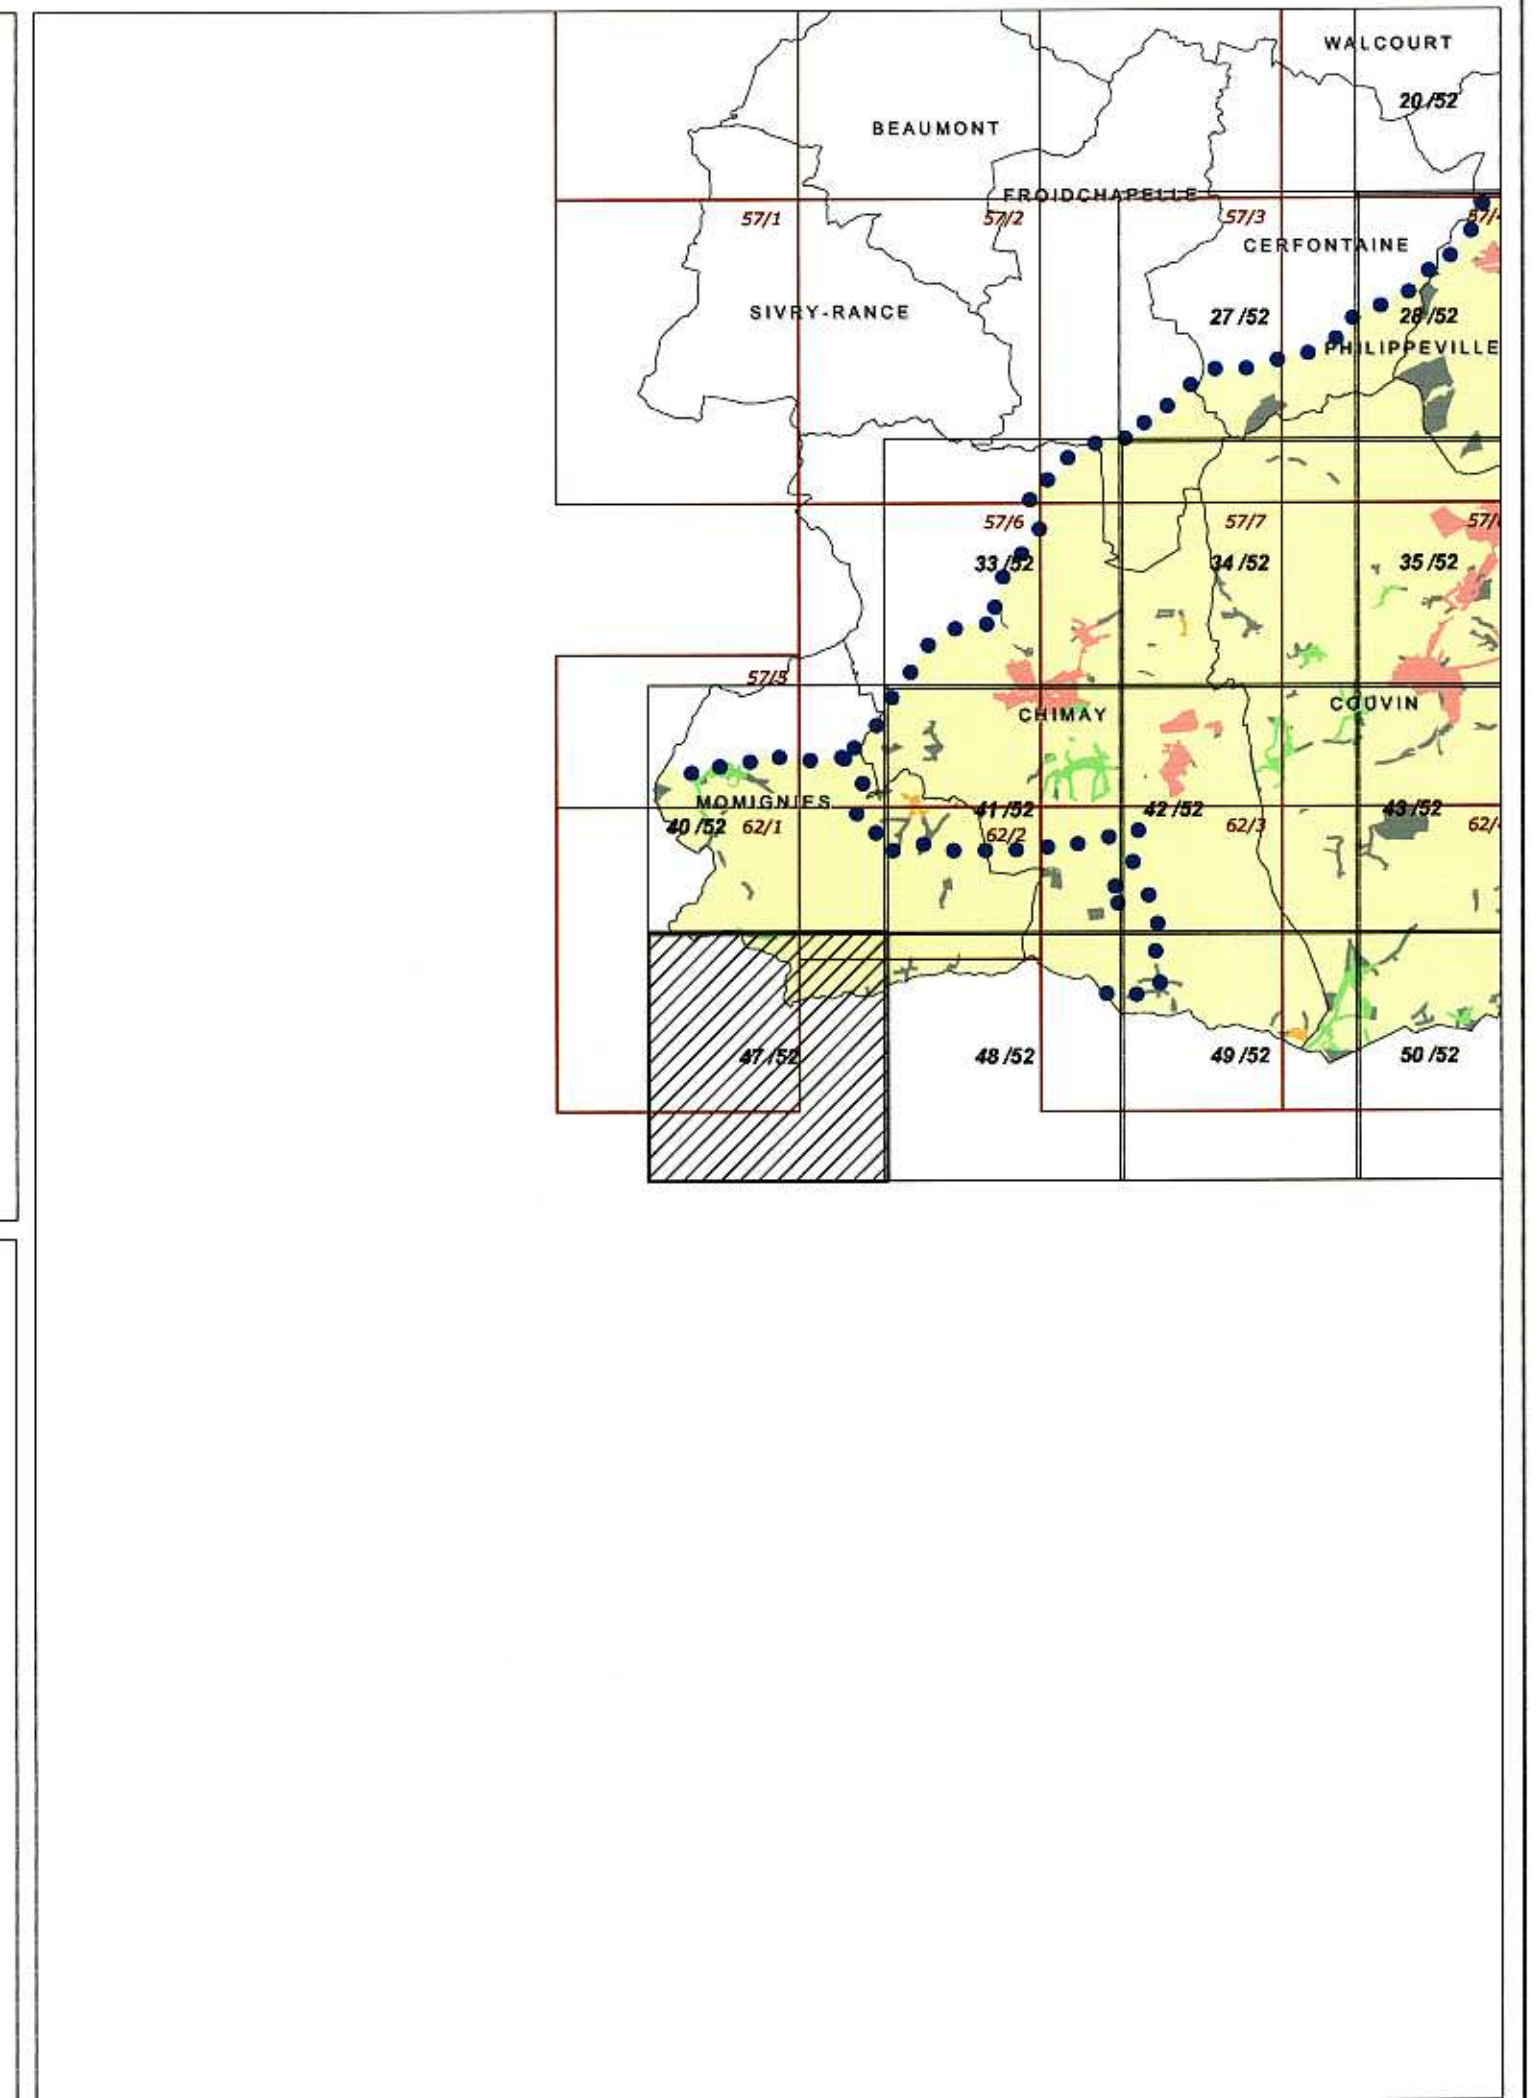 WALCOURT
20 /52
BEAUMONT
FROIDCHAPELLE
57/1
57/2
57/3
CERFONTAINE
SIVRY-RANCE
27 /52
28 /52
PHILIPPEVILLE
57/6
57/7
33 /52
34 /52
35 /52
57/5
CHIMAY
COUVIN
MOMIGNIES
41 /52
42 /52
43 /52
40 /52
62/1
62/2
62/3
47 /52
48 /52
49 /52
50 /52